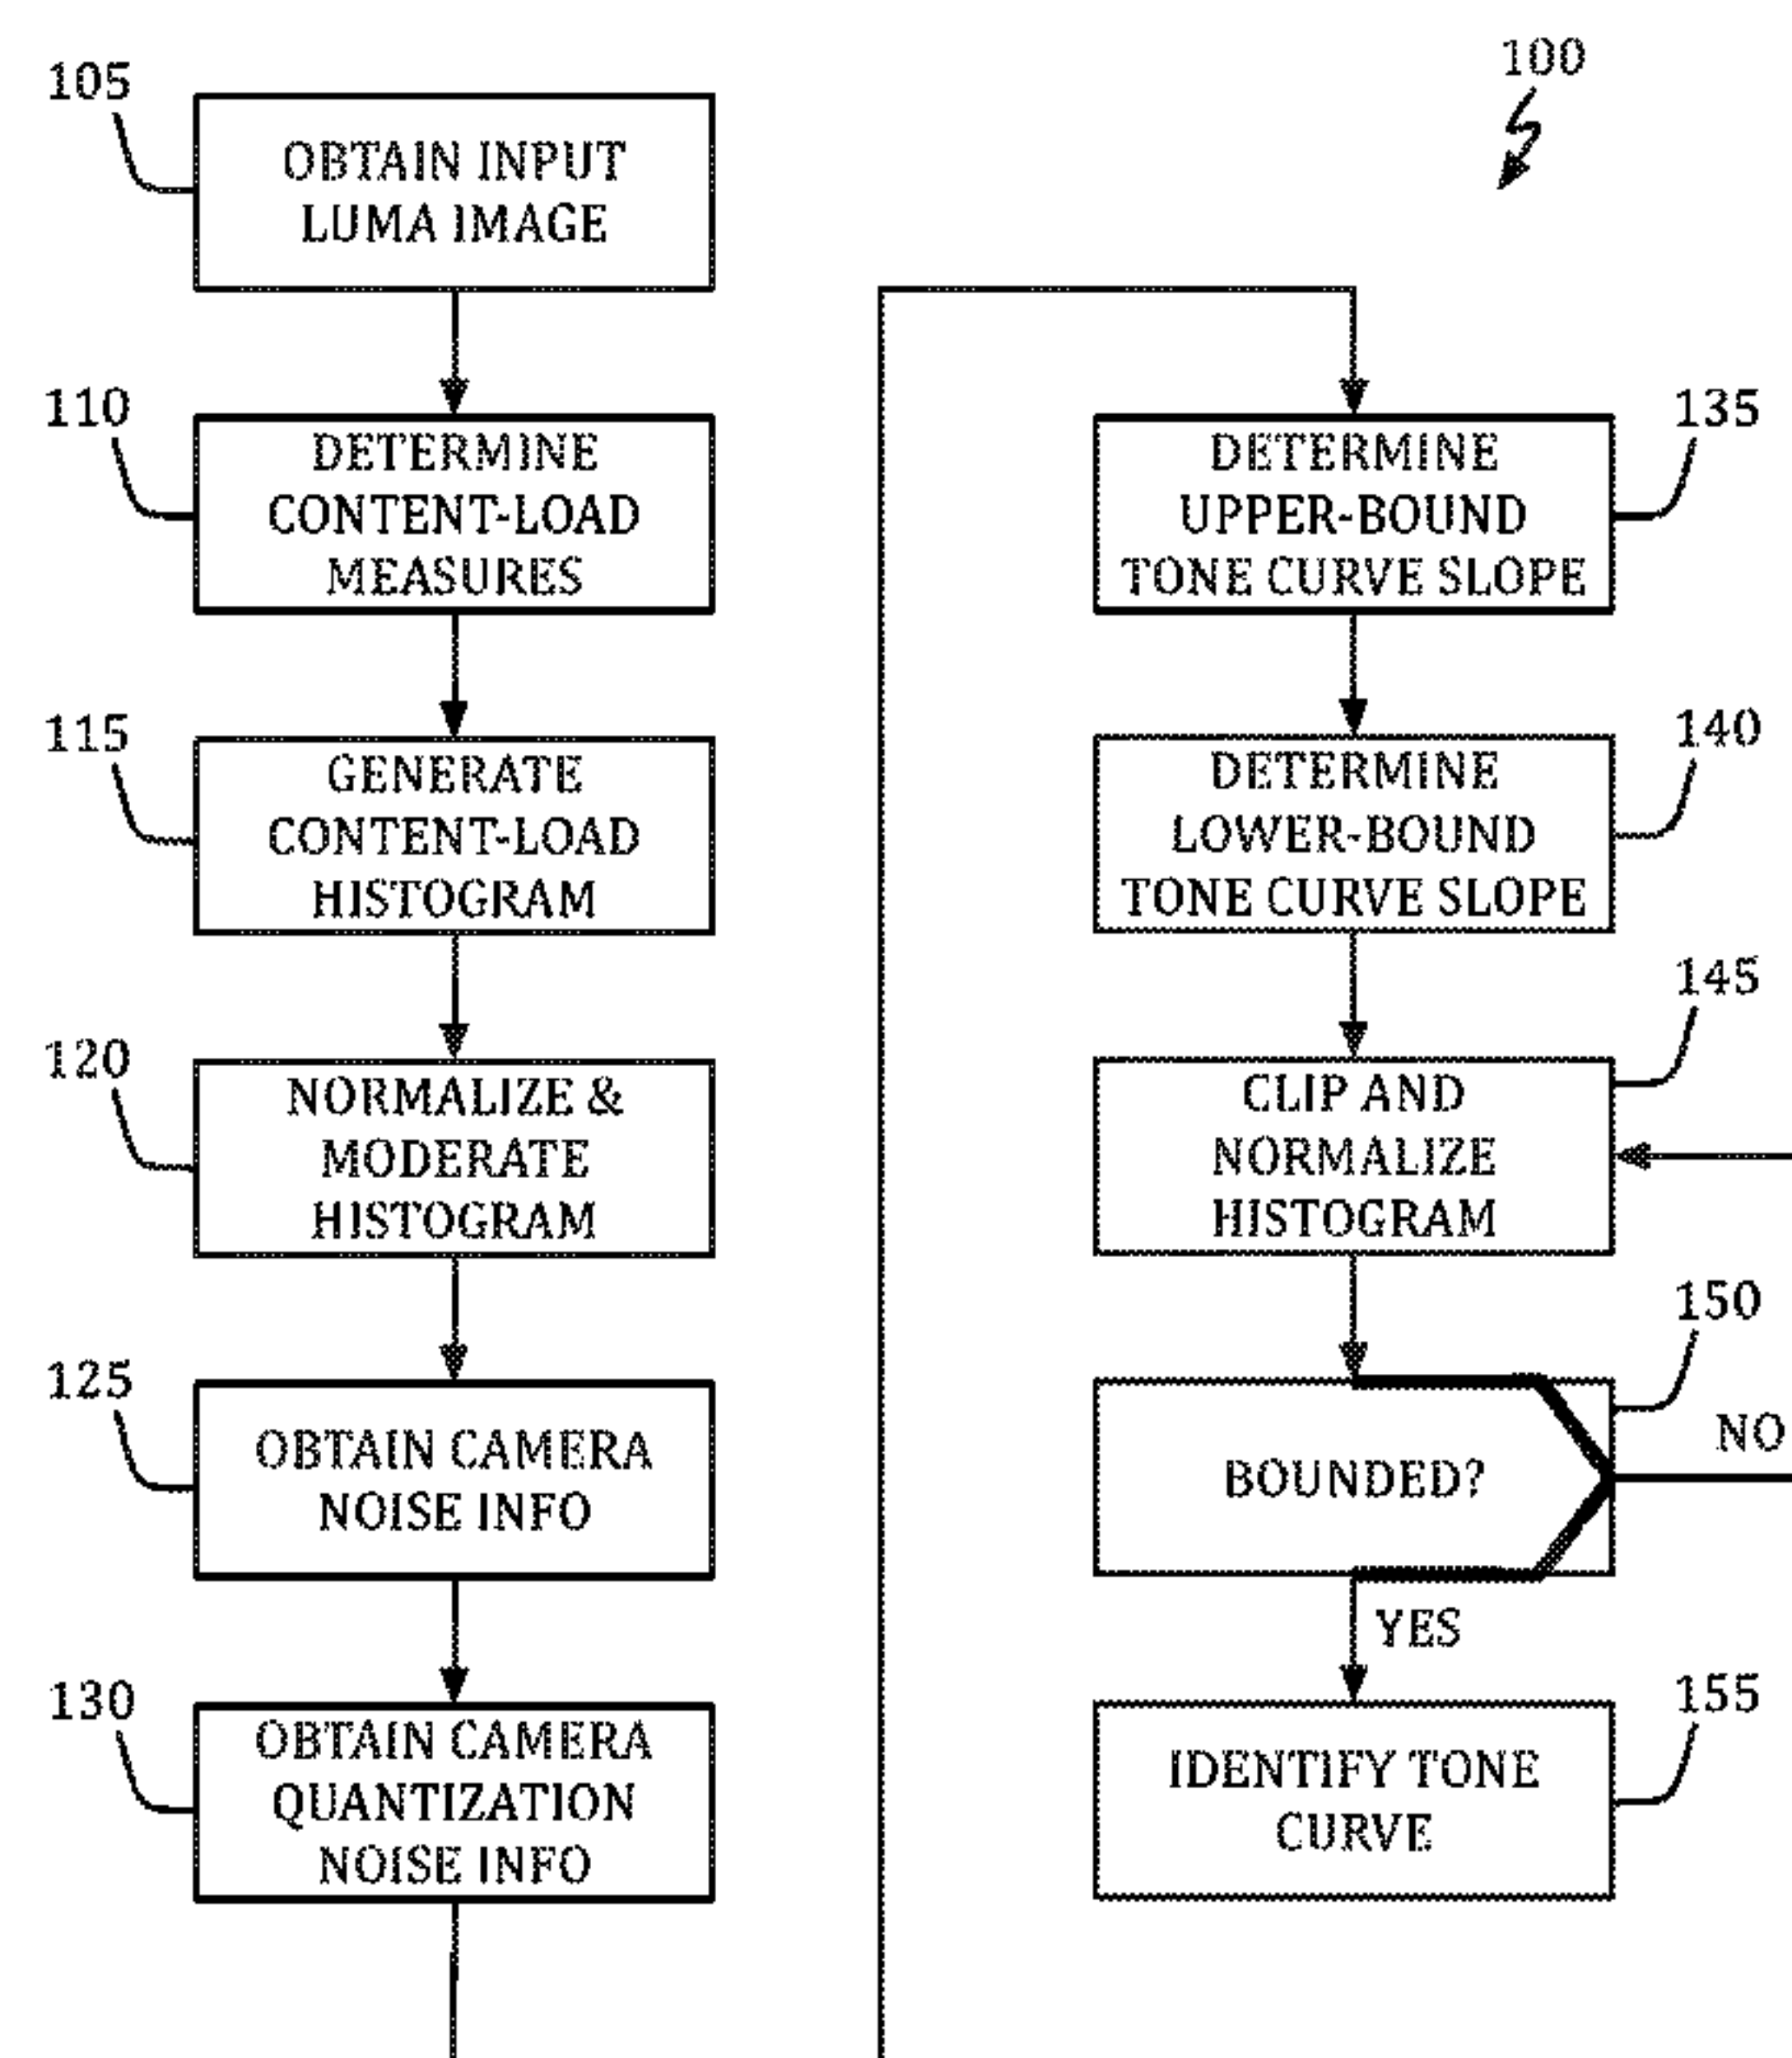 100
105
OBTAIN INPUT
LUMA IMAGE
110
DETERMINE
CONTENT-LOAD
MEASURES
115
GENERATE
CONTENT-LOAD
HISTOGRAM
120
NORMALIZE &
MODERATE
HISTOGRAM
125
OBTAIN CAMERA
NOISE INFO
130
OBTAIN CAMERA
QUANTIZATION
NOISE INFO
135
DETERMINE
UPPER-BOUND
TONE CURVE SLOPE
140
DETERMINE
LOWER-BOUND
TONE CURVE SLOPE
145
CLIP AND
NORMALIZE
HISTOGRAM
150
BOUNDED?
NO
YES
155
IDENTIFY TONE
CURVE